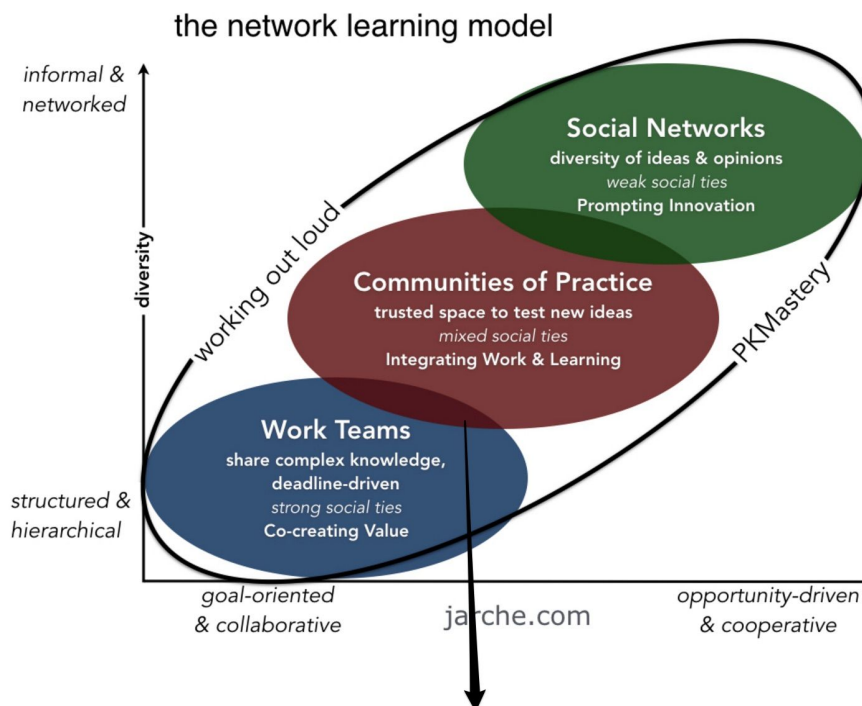 the network learning model
informal &
networked
diversity
structured &
hierarchical
working out loud
PKMastery
Social Networks
diversity of ideas & opinions
weak social ties
Prompting Innovation
Communities of Practice
trusted space to test new ideas
mixed social ties
Integrating Work & Learning
Work Teams
share complex knowledge,
deadline-driven
strong social ties
Co-creating Value
goal-oriented
& collaborative
jarche.com
opportunity-driven
& cooperative